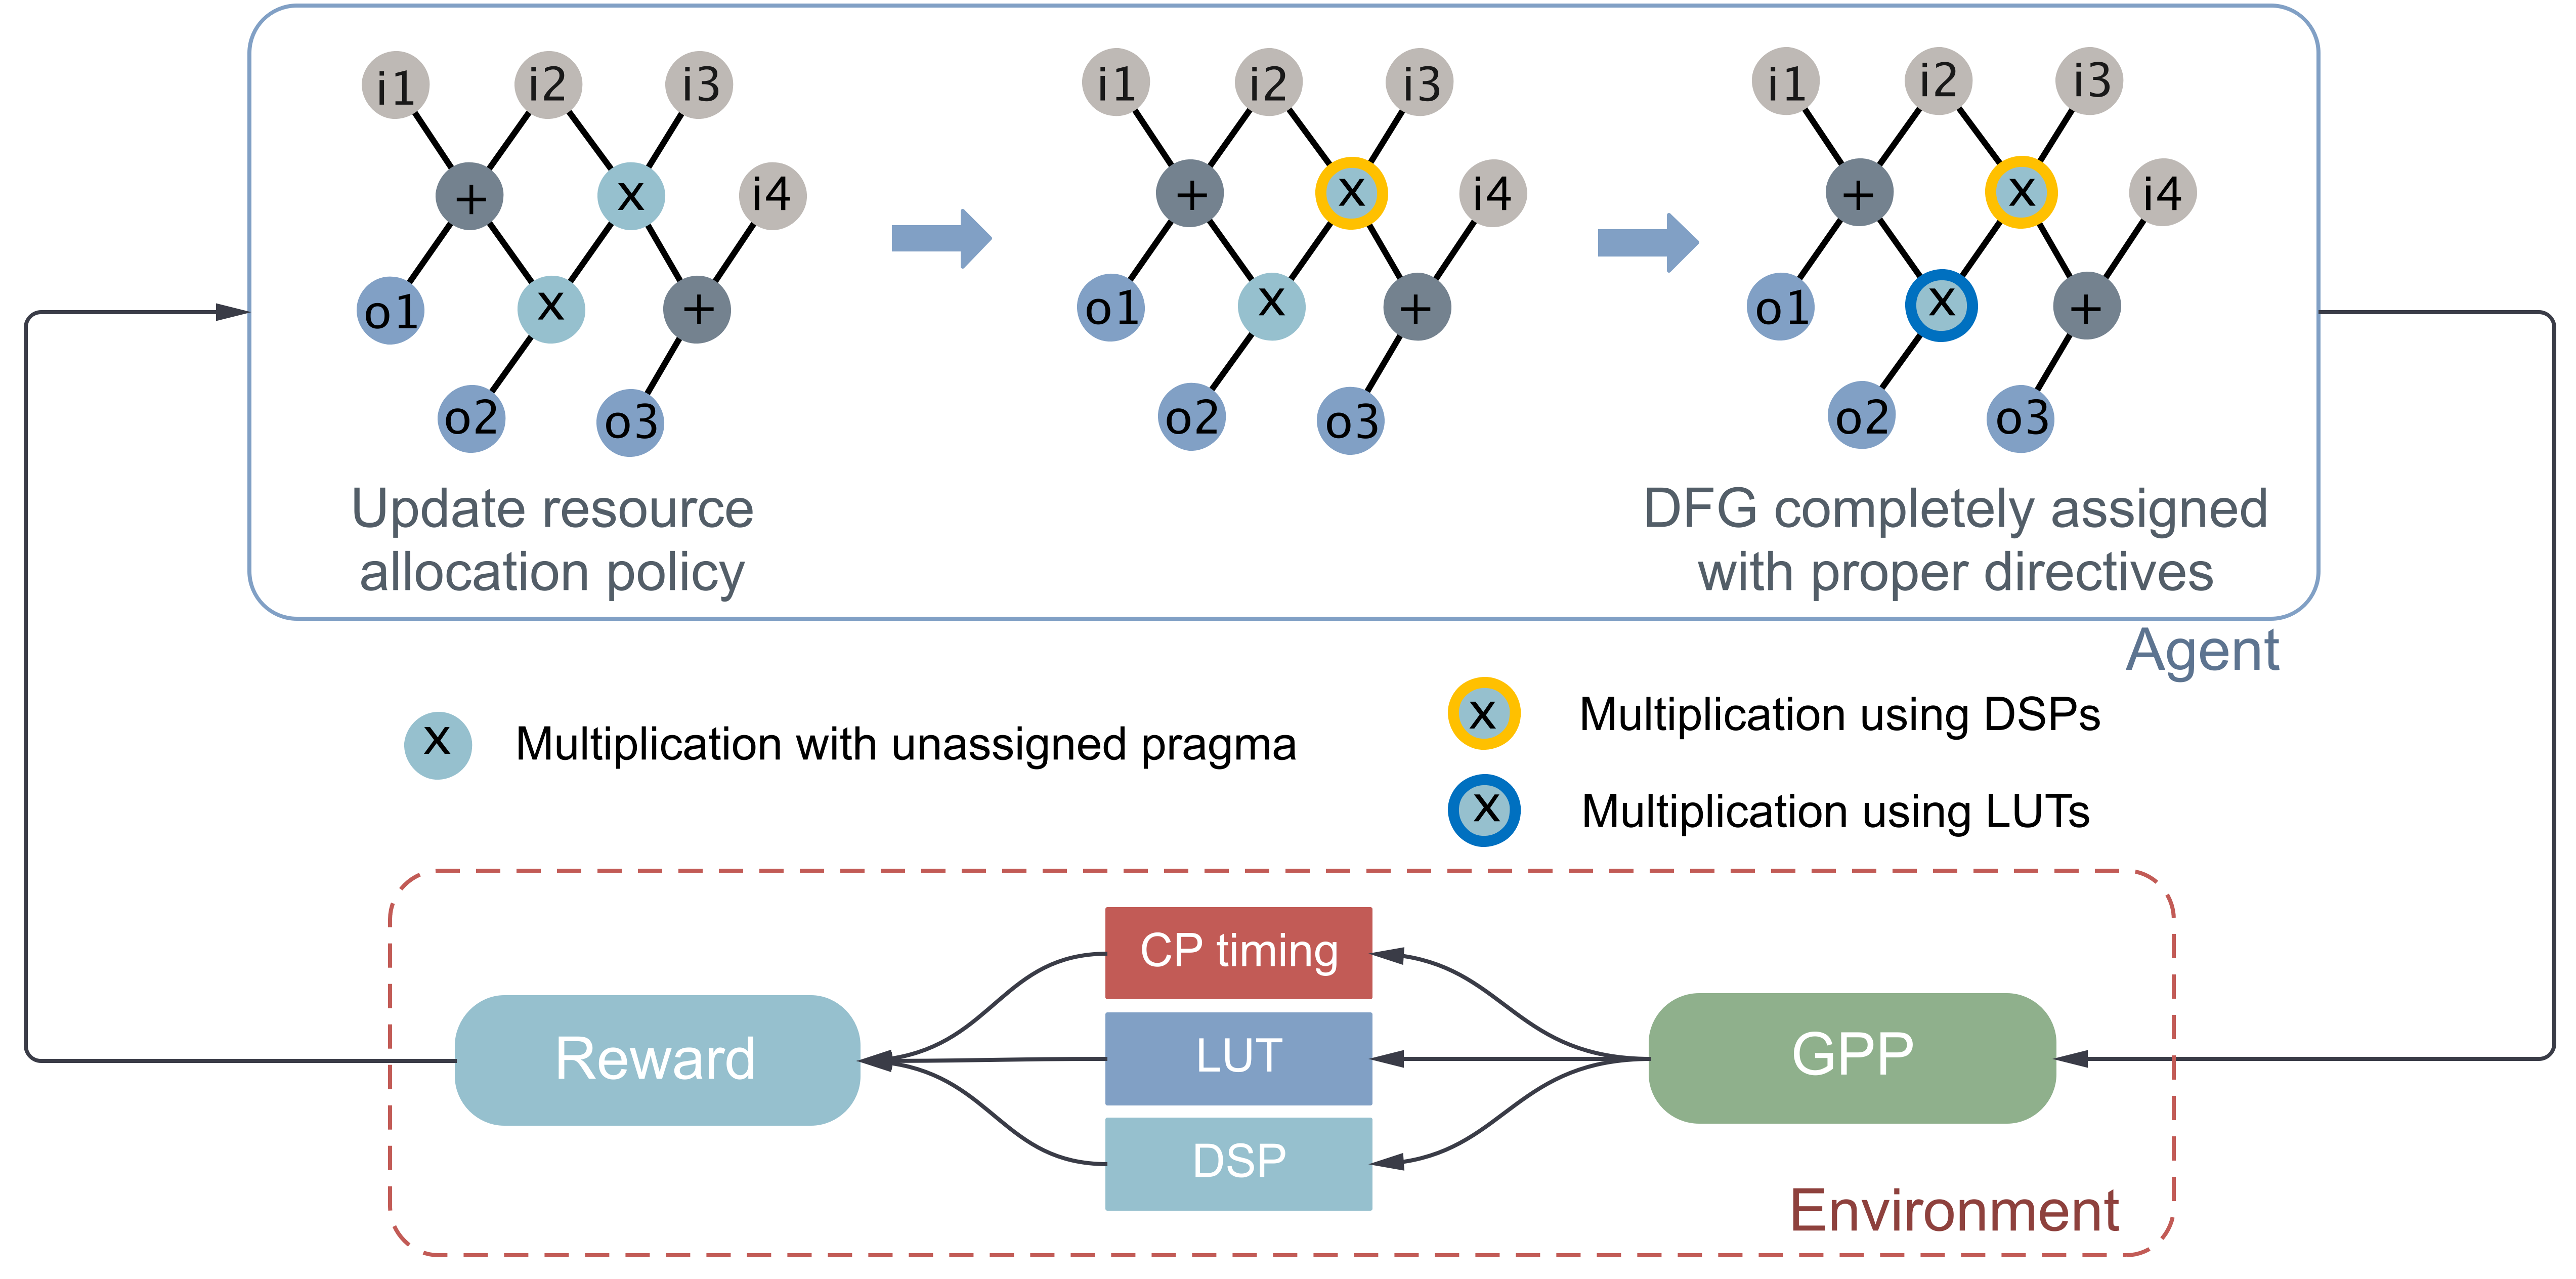 i1 i2 i3
+ x i4
o1 x +
o2 o3
i1 i2 i3
+ x i4
o1 x +
o2 o3
i1 i2 i3
+ x i4
o1 x +
o2 o3
Update resource
allocation policy
DFG completely assigned
with proper directives
Agent
x Multiplication with unassigned pragma
x Multiplication using DSPs
x Multiplication using LUTs
CP timing
Reward
LUT
GPP
DSP
Environment